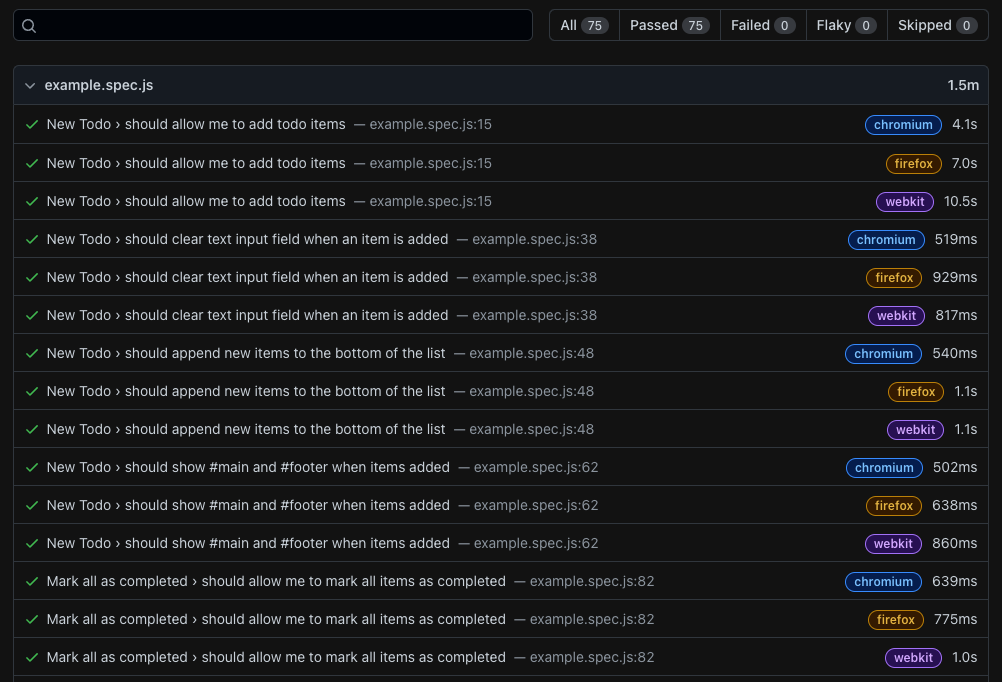 All 75 Passed 75 Failed 0 Flaky 0 Skipped 0
example.spec.js 1.5m
New Todo › should allow me to add todo items — example.spec.js:15 chromium 4.1s
New Todo › should allow me to add todo items — example.spec.js:15 firefox 7.0s
New Todo › should allow me to add todo items — example.spec.js:15 webkit 10.5s
New Todo › should clear text input field when an item is added — example.spec.js:38 chromium 519ms
New Todo › should clear text input field when an item is added — example.spec.js:38 firefox 929ms
New Todo › should clear text input field when an item is added — example.spec.js:38 webkit 817ms
New Todo › should append new items to the bottom of the list — example.spec.js:48 chromium 540ms
New Todo › should append new items to the bottom of the list — example.spec.js:48 firefox 1.1s
New Todo › should append new items to the bottom of the list — example.spec.js:48 webkit 1.1s
New Todo › should show #main and #footer when items added — example.spec.js:62 chromium 502ms
New Todo › should show #main and #footer when items added — example.spec.js:62 firefox 638ms
New Todo › should show #main and #footer when items added — example.spec.js:62 webkit 860ms
Mark all as completed › should allow me to mark all items as completed — example.spec.js:82 chromium 639ms
Mark all as completed › should allow me to mark all items as completed — example.spec.js:82 firefox 775ms
Mark all as completed › should allow me to mark all items as completed — example.spec.js:82 webkit 1.0s